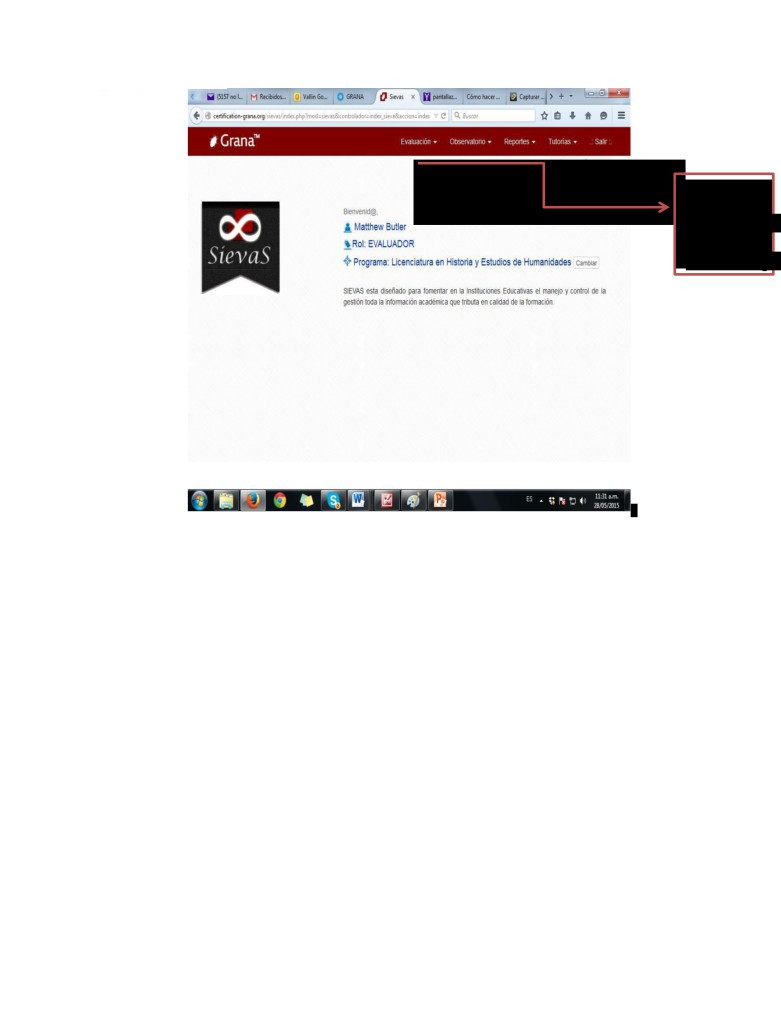 (5157 no l...
Recibidos...
Vallin Go...
GRANA
Sievas
pantallas...
Cómo hacer ...
Capturar ...
certification-grana.org/sievas/index.php?mod=sievas&controlador=index_sieva&accion=index
Buscar
Grana™
Evaluación
Observatorio
Reportes
Tutorías
.: Salir :.
SievaS
Bienvenid@,
Matthew Butler
Rol: EVALUADOR
Programa: Licenciatura en Historia y Estudios de Humanidades Cambiar
SIEVAS esta diseñado para fomentar en la Instituciones Educativas el manejo y control de la
gestión toda la información académica que tributa en calidad de la formación.
ES
11:31 a.m.
28/05/2015